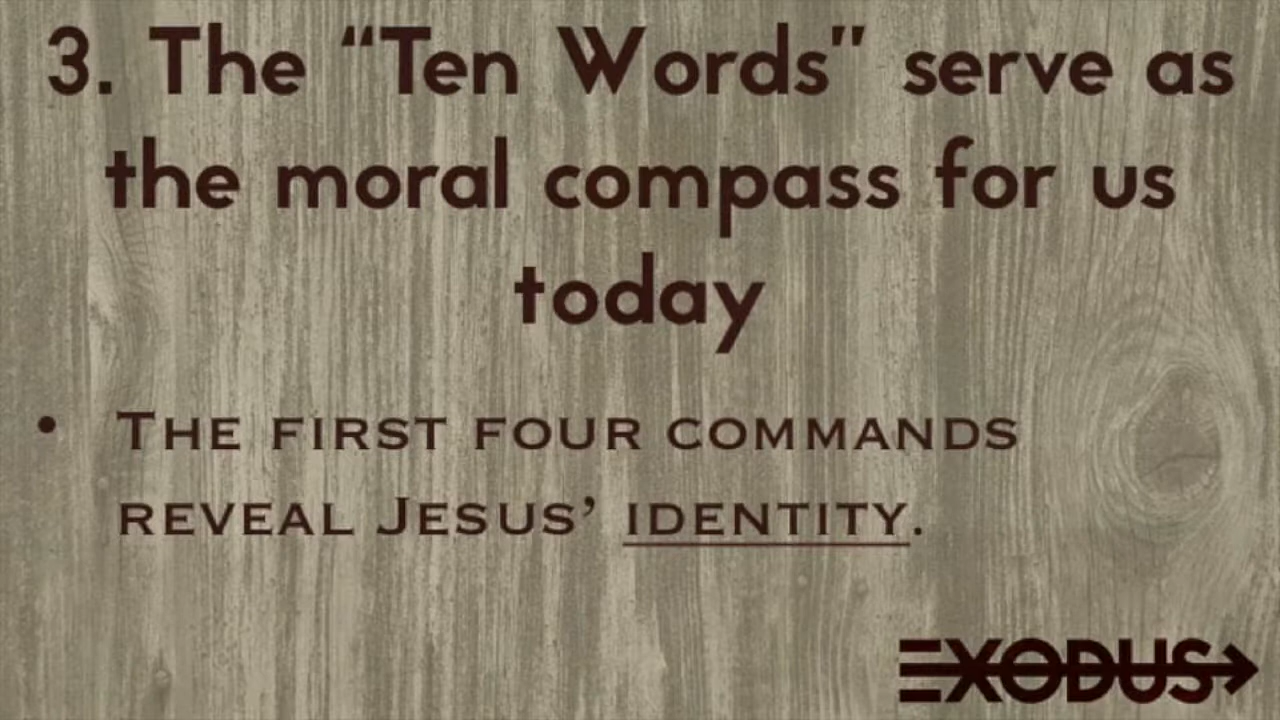 3. The “Ten Words” serve as
the moral compass for us
today
• The first four commands
reveal Jesus’ identity.
EXODUS